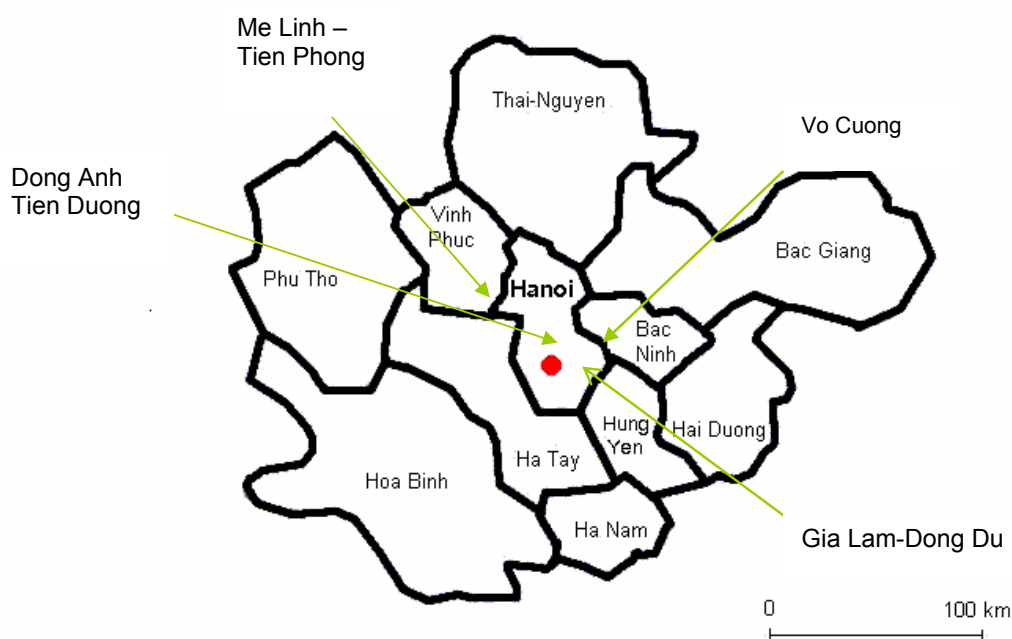 Me Linh –
Tien Phong
Thai-Nguyen
Vo Cuong
Dong Anh
Tien Duong
Vinh
Phuc
Bac Giang
Phu Tho
Hanoi
Bac
Ninh
Hung
Yen
Hai Duong
Ha Tay
Hoa Binh
Ha Nam
Gia Lam-Dong Du
0
100 km